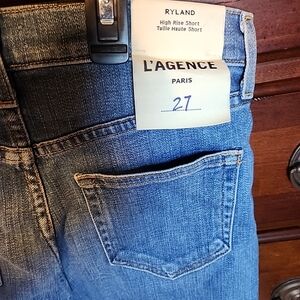 RYLAND
High Rise Short
Taille Haute Short
L'AGENCE
PARIS
27